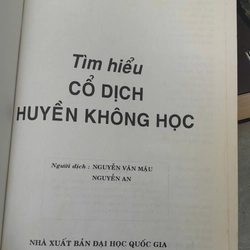 Tìm hiểu
CỔ DỊCH
HUYỀN KHÔNG HỌC
Người dịch : NGUYỄN VĂN MẬU
NGUYỄN AN
NHÀ XUẤT BẢN ĐẠI HỌC QUỐC GIA